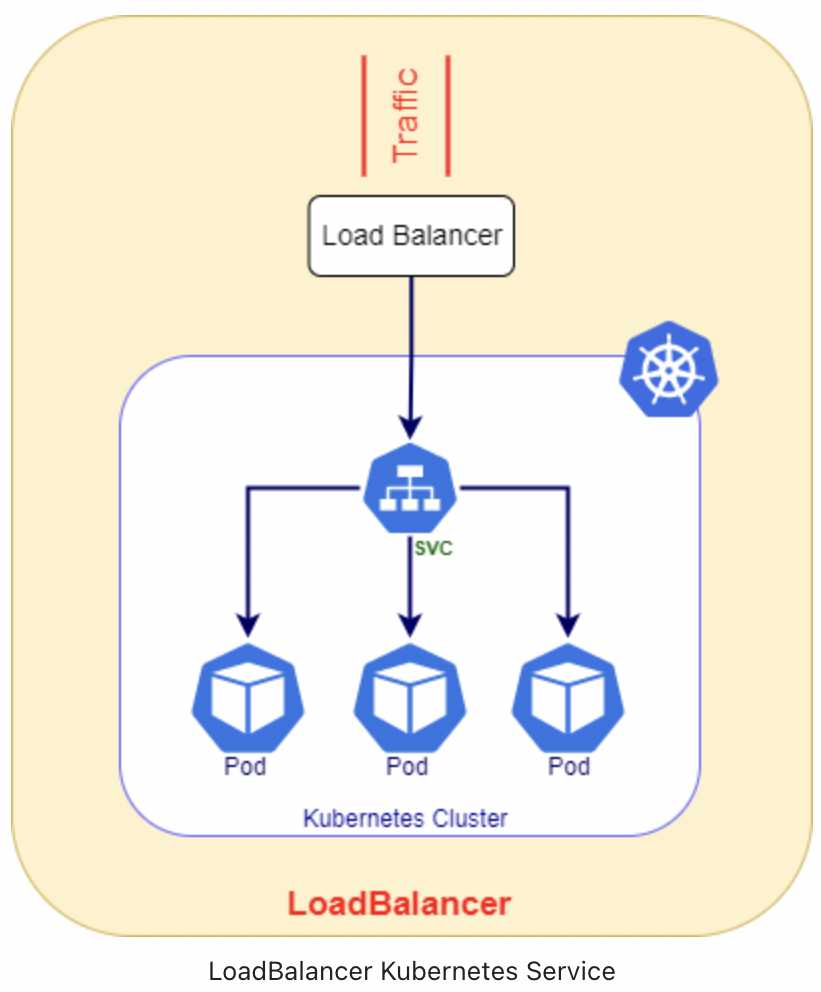 Traffic
Load Balancer
SVC
Pod
Pod
Pod
Kubernetes Cluster
LoadBalancer
LoadBalancer Kubernetes Service